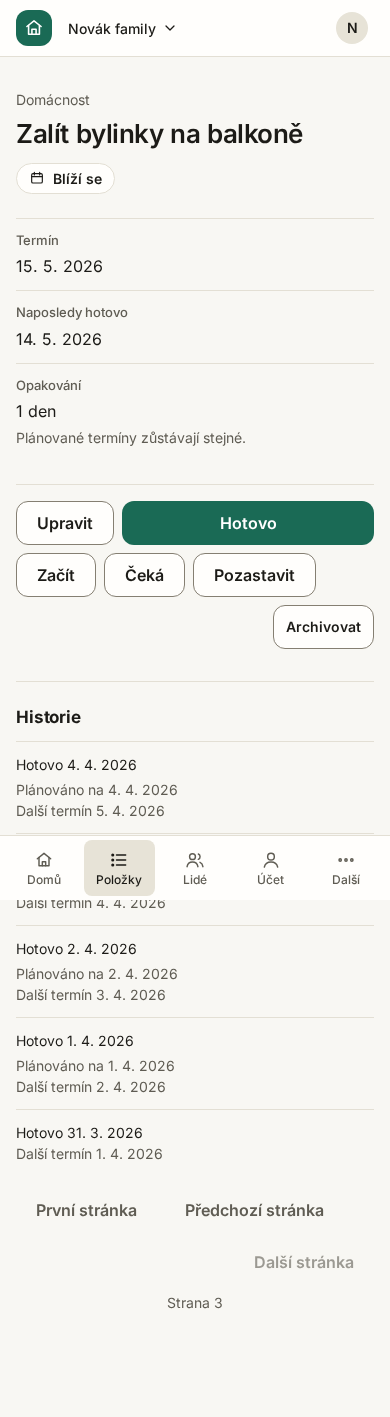 Novák family
N
Domácnost
Zalít bylinky na balkoně
Blíží se
Termín
15. 5. 2026
Naposledy hotovo
14. 5. 2026
Opakování
1 den
Plánované termíny zůstávají stejné.
Upravit
Hotovo
Začít
Čeká
Pozastavit
Archivovat
Historie
Hotovo 4. 4. 2026
Plánováno na 4. 4. 2026
Další termín 5. 4. 2026
Domů
Položky
Lidé
Účet
Další
Další termín 4. 4. 2026
Hotovo 2. 4. 2026
Plánováno na 2. 4. 2026
Další termín 3. 4. 2026
Hotovo 1. 4. 2026
Plánováno na 1. 4. 2026
Další termín 2. 4. 2026
Hotovo 31. 3. 2026
Další termín 1. 4. 2026
První stránka
Předchozí stránka
Další stránka
Strana 3